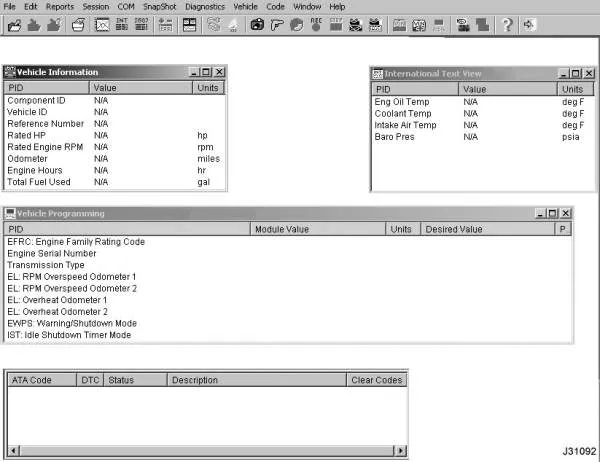 File Edit Reports Session COM SnapShot Diagnostics Vehicle Code Window Help
Vehicle Information
PID Value Units
Component ID N/A
Vehicle ID N/A
Reference Number N/A
Rated HP N/A hp
Rated Engine RPM N/A rpm
Odometer N/A miles
Engine Hours N/A hr
Total Fuel Used N/A gal
International Text View
PID Value Units
Eng Oil Temp N/A deg F
Coolant Temp N/A deg F
Intake Air Temp N/A deg F
Baro Pres N/A psia
Vehicle Programming
PID Module Value Units Desired Value P.
EFRC: Engine Family Rating Code
Engine Serial Number
Transmission Type
EL: RPM Overspeed Odometer 1
EL: RPM Overspeed Odometer 2
EL: Overheat Odometer 1
EL: Overheat Odometer 2
EWPS: Warning/Shutdown Mode
IST: Idle Shutdown Timer Mode
ATA Code DTC Status Description Clear Codes
J31092